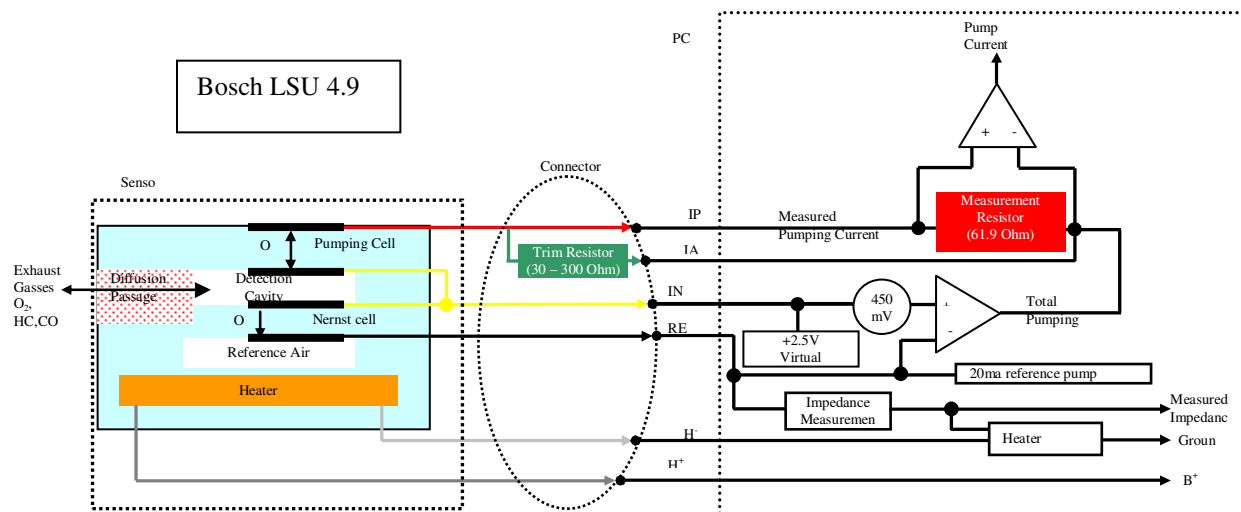 Pump
Current
PC
Bosch LSU 4.9
+ -
Connector
Senso
IP
Measured
Pumping Current
Measurement
Resistor
(61.9 Ohm)
O
Pumping Cell
Trim Resistor
(30 – 300 Ohm)
IA
Exhaust
Gasses
O₂,
HC,CO
Diffusion
Passage
Detection
Cavity
IN
450
mV
+
-
Total
Pumping
O
Nernst cell
RE
+2.5V
Virtual
Reference Air
20ma reference pump
Heater
Impedance
Measuremen
Measured
Impedanc
H⁻
Heater
Groun
H⁺
B⁺